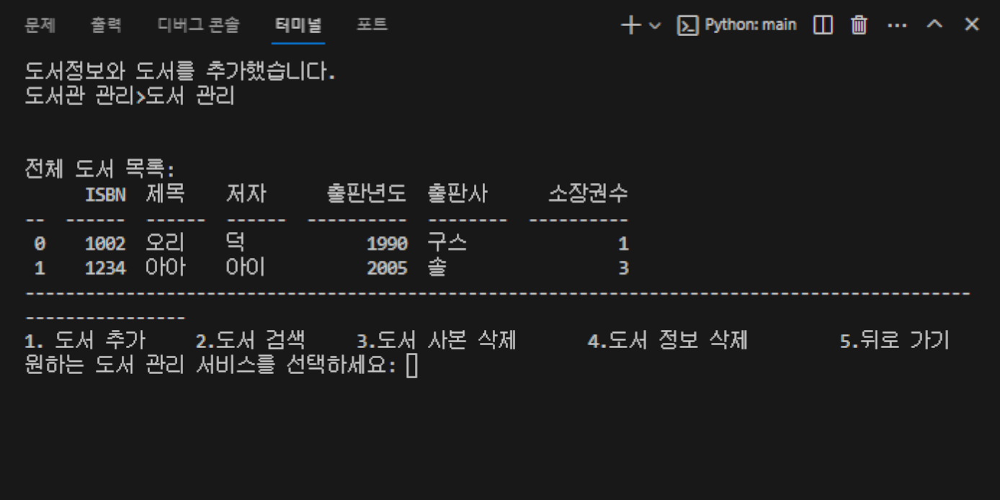 문제 출력 디버그 콘솔 터미널 포트 Python: main
도서정보와 도서를 추가했습니다.
도서관 관리>도서 관리
전체 도서 목록:
ISBN 제목 저자 출판년도 출판사 소장권수
-- ------ ------ ------ ---------- -------- ----------
0 1002 오리 덕 1990 구스 1
1 1234 아아 아이 2005 솔 3
----------------------------------------------------------------------------------------------
----------------
1. 도서 추가 2.도서 검색 3.도서 사본 삭제 4.도서 정보 삭제 5.뒤로 가기
원하는 도서 관리 서비스를 선택하세요: